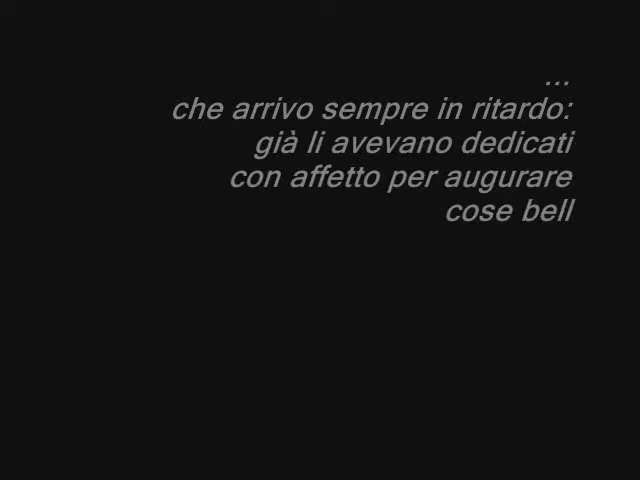 ...
che arrivo sempre in ritardo:
già li avevano dedicati
con affetto per augurare
cose bell